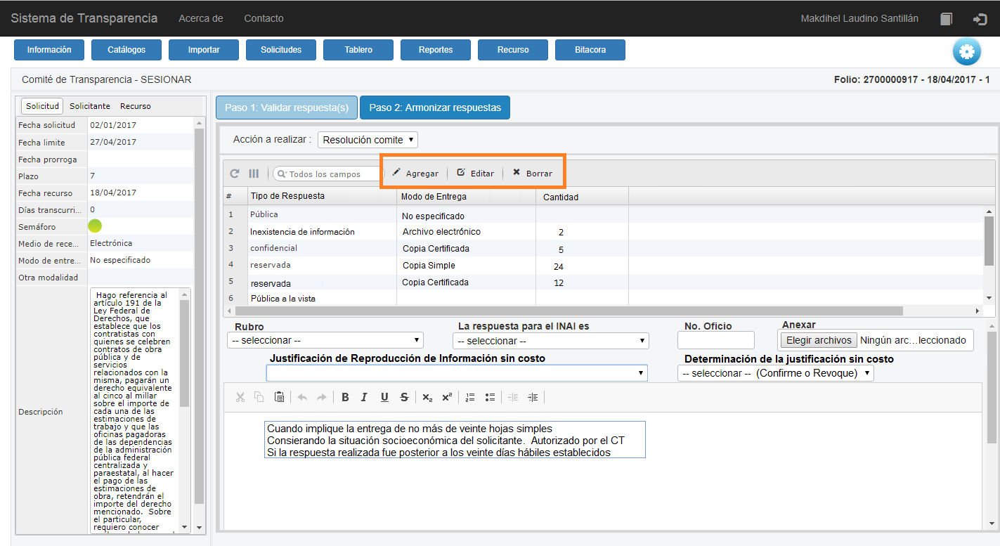 Sistema de Transparencia Acerca de Contacto Makdihel Laudino Santillán
Información Catálogos Importar Solicitudes Tablero Reportes Recurso Bitacora
Comité de Transparencia - SESIONAR Folio: 2700000917 - 18/04/2017 - 1
Solicitud Solicitante Recurso
Fecha solicitud 02/01/2017
Fecha limite 27/04/2017
Fecha prorroga
Plazo 7
Fecha recurso 18/04/2017
Días transcurri... 0
Semáforo
Medio de rece... Electrónica
Modo de entre... No especificado
Otra modalidad
Descripción
Hago referencia al
artículo 191 de la
Ley Federal de
Derechos, que
establece que los
contratistas con
quienes se celebren
contratos de obra
pública y de
servicios
relacionados con la
misma, pagarán un
derecho equivalente
al cinco al millar
sobre el importe de
cada una de las
estimaciones de
trabajo y que las
oficinas pagadoras
de las dependencias
de la administración
pública federal
centralizada y
paraestatal, al hacer
el pago de las
estimaciones de
obra, retendrán el
importe del derecho
mencionado. Sobre
el particular,
requiero conocer
Paso 1: Validar respuesta(s) Paso 2: Armonizar respuestas
Acción a realizar : Resolución comite
Todos los campos Agregar Editar Borrar
# Tipo de Respuesta Modo de Entrega Cantidad
1 Pública No especificado
2 Inexistencia de información Archivo electrónico 2
3 confidencial Copia Certificada 5
4 reservada Copia Simple 24
5 reservada Copia Certificada 12
6 Pública a la vista
Rubro La respuesta para el INAI es No. Oficio Anexar
-- seleccionar -- -- seleccionar -- Elegir archivos Ningún arc...leccionado
Justificación de Reproducción de Información sin costo Determinación de la justificación sin costo
-- seleccionar -- (Confirme o Revoque)
B I U S x₂ x²
Cuando implique la entrega de no más de veinte hojas simples
Consierando la situación socioeconómica del solicitante. Autorizado por el CT
Si la respuesta realizada fue posterior a los veinte días hábiles establecidos